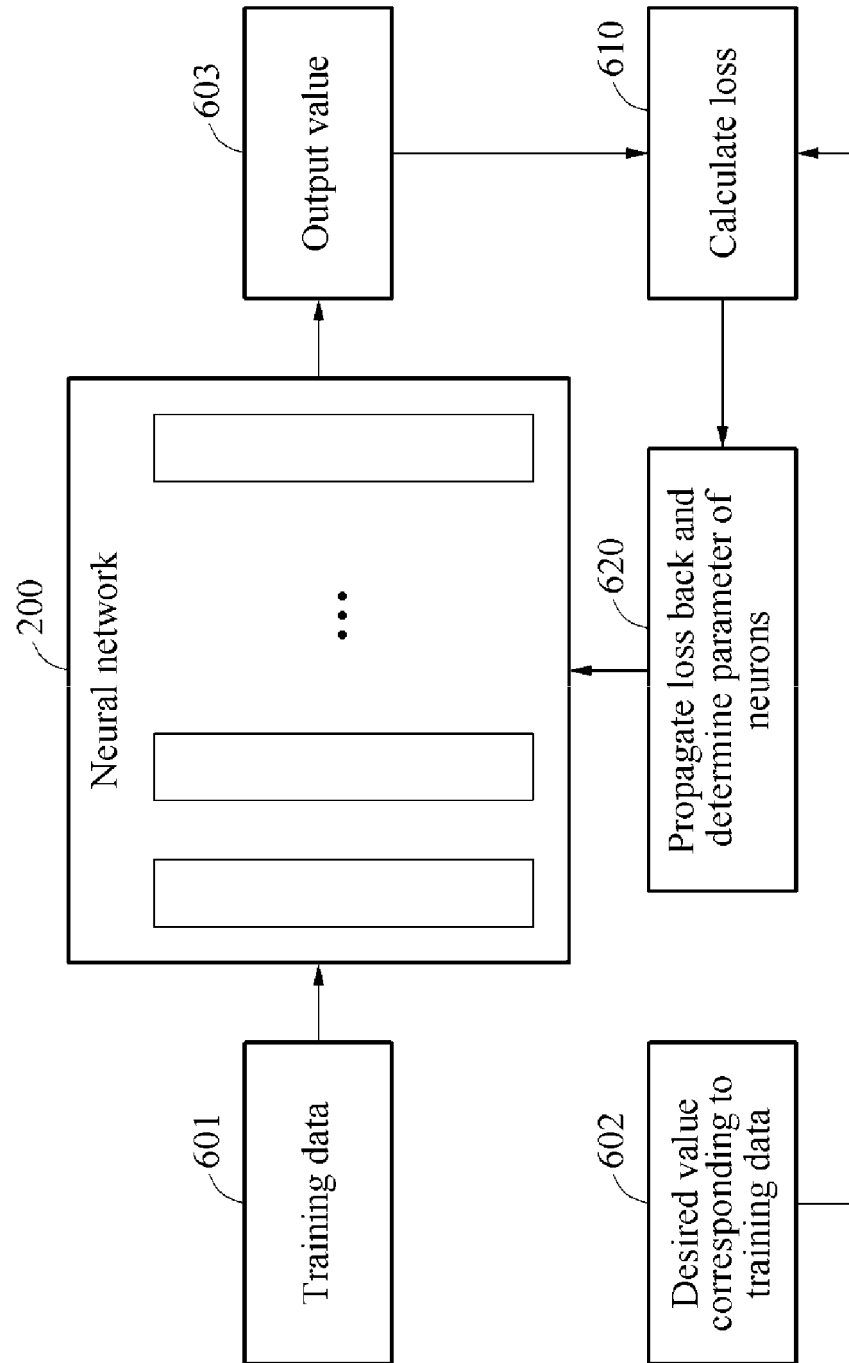 200
Neural network
...
601
Training data
603
Output value
602
Desired value
corresponding to
training data
620
Propagate loss back and
determine parameter of
neurons
610
Calculate loss